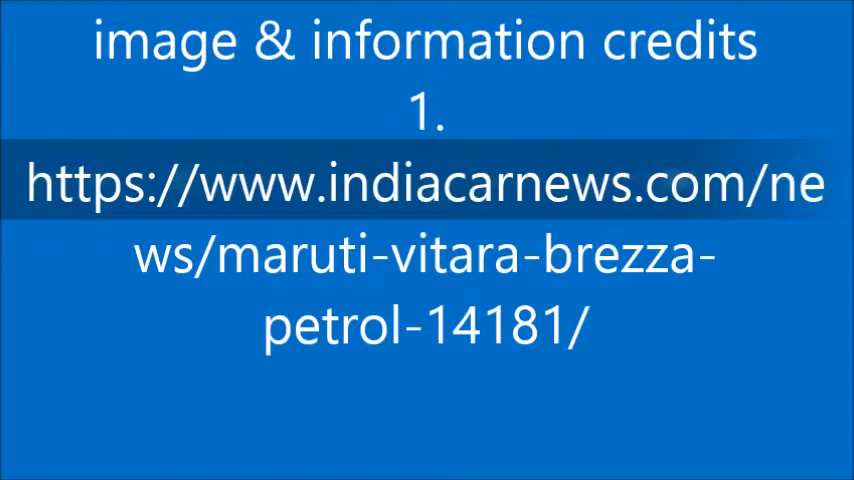 image & information credits
1.
https://www.indiacarnews.com/ne
ws/maruti-vitara-brezza-
petrol-14181/